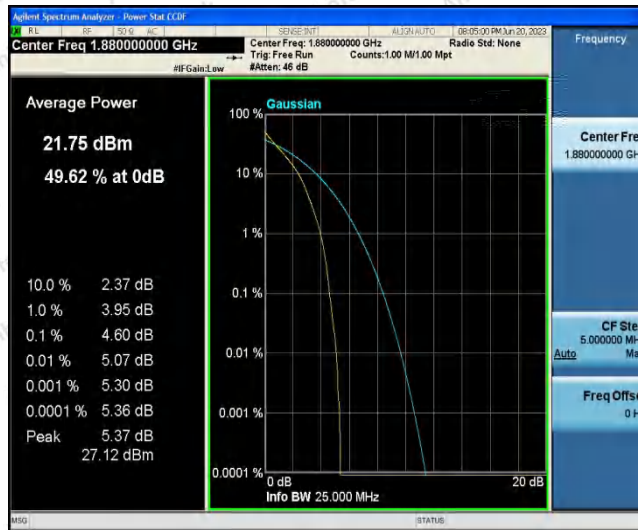 Agilent Spectrum Analyzer - Power Stat CCDF
RL RF 50 Ω AC SENSE:INT ALIGN AUTO 08:05:00 PM Jun 20, 2023
Center Freq 1.880000000 GHz
Center Freq: 1.880000000 GHz Radio Std: None
Trig: Free Run Counts:1.00 M/1.00 Mpt
#IFGain:Low #Atten: 46 dB
Frequency
Average Power
21.75 dBm
49.62 % at 0dB
10.0 % 2.37 dB
1.0 % 3.95 dB
0.1 % 4.60 dB
0.01 % 5.07 dB
0.001 % 5.30 dB
0.0001 % 5.36 dB
Peak 5.37 dB
27.12 dBm
Gaussian
100 %
10 %
1 %
0.1 %
0.01 %
0.001 %
0.0001 %
0 dB 20 dB
Info BW 25.000 MHz
Center Fre
1.880000000 GH
CF Ste
5.000000 MH
Auto Ma
Freq Offs
0 H
MSG STATUS